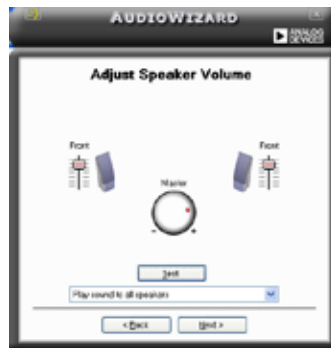 AUDIOWIZARD
ANALOG
DEVICES
Adjust Speaker Volume
Front
Front
Master
- +
Test
Play sound to all speakers
< Back
Next >